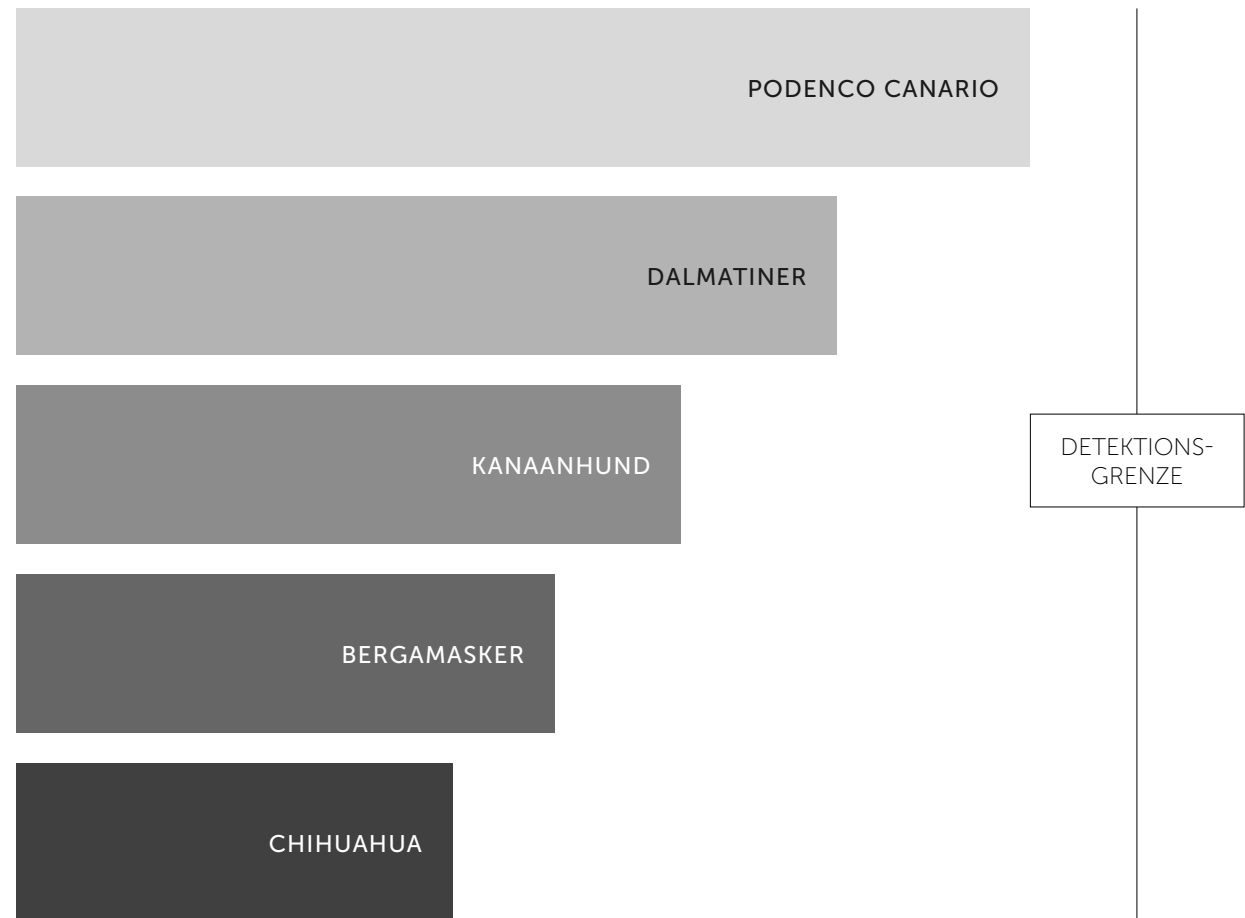 PODENCO CANARIO
DALMATINER
KANAANHUND
DETEKTIONS-
GRENZE
BERGAMASKER
CHIHUAHUA